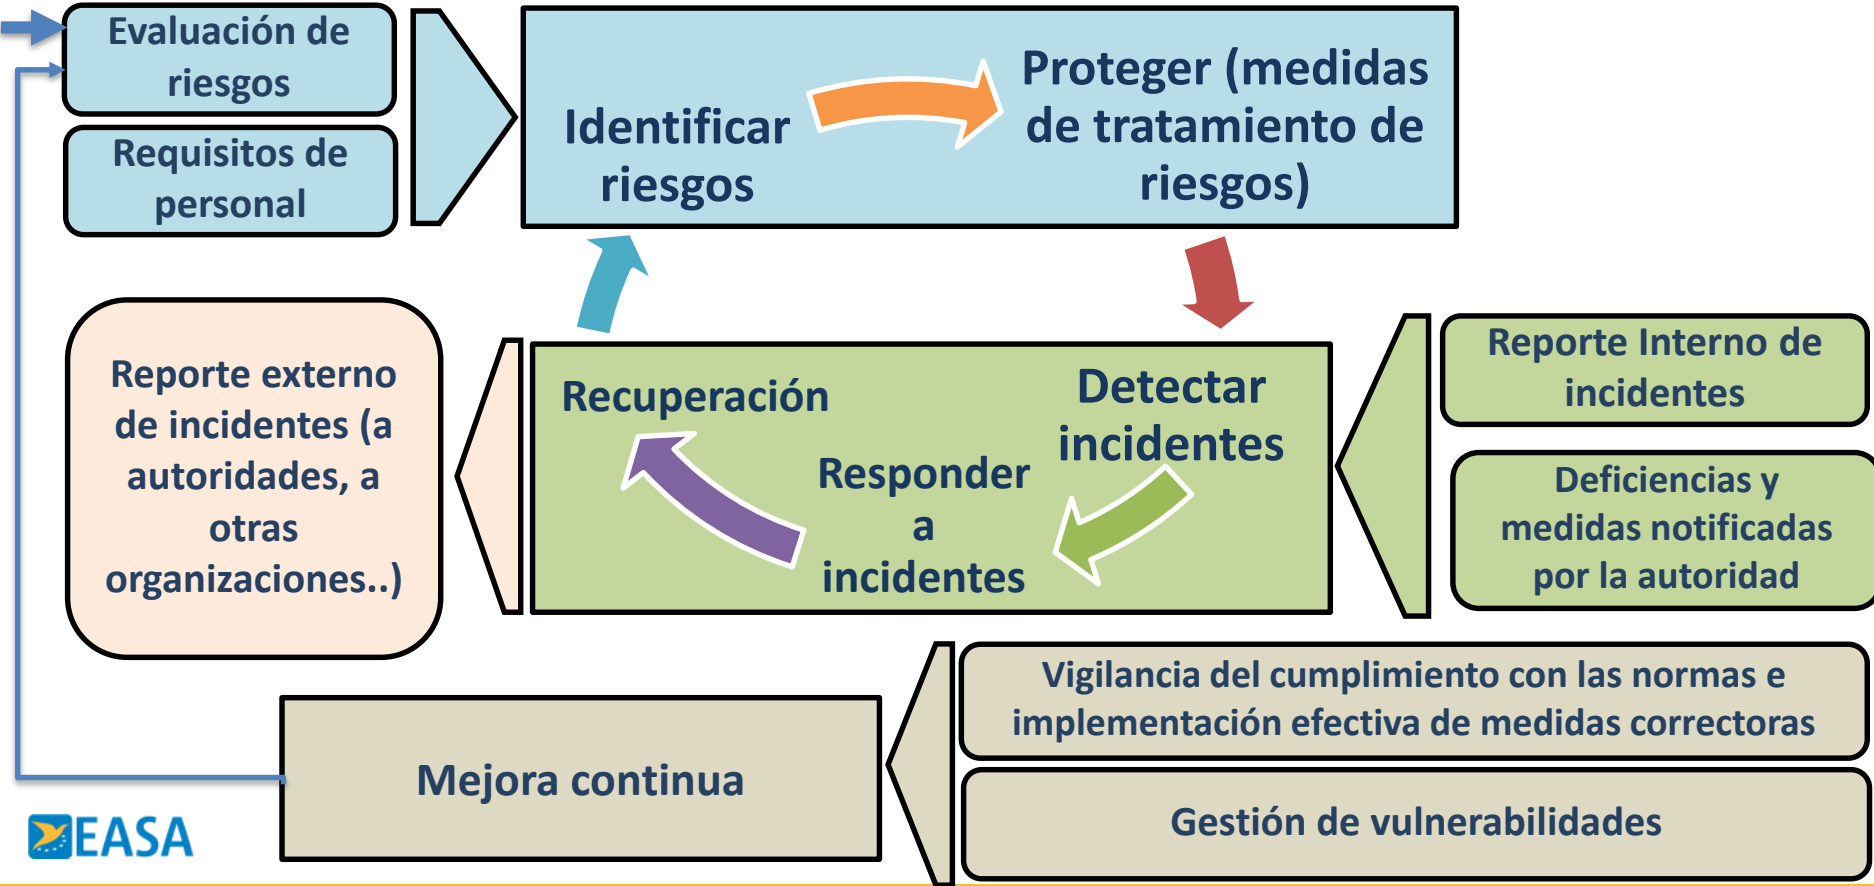 Evaluación de
riesgos
Requisitos de
personal
Identificar
riesgos
Proteger (medidas
de tratamiento de
riesgos)
Reporte externo
de incidentes (a
autoridades, a
otras
organizaciones..)
Recuperación
Responder
a
incidentes
Detectar
incidentes
Reporte Interno de
incidentes
Deficiencias y
medidas notificadas
por la autoridad
Mejora continua
Vigilancia del cumplimiento con las normas e
implementación efectiva de medidas correctoras
Gestión de vulnerabilidades
EASA